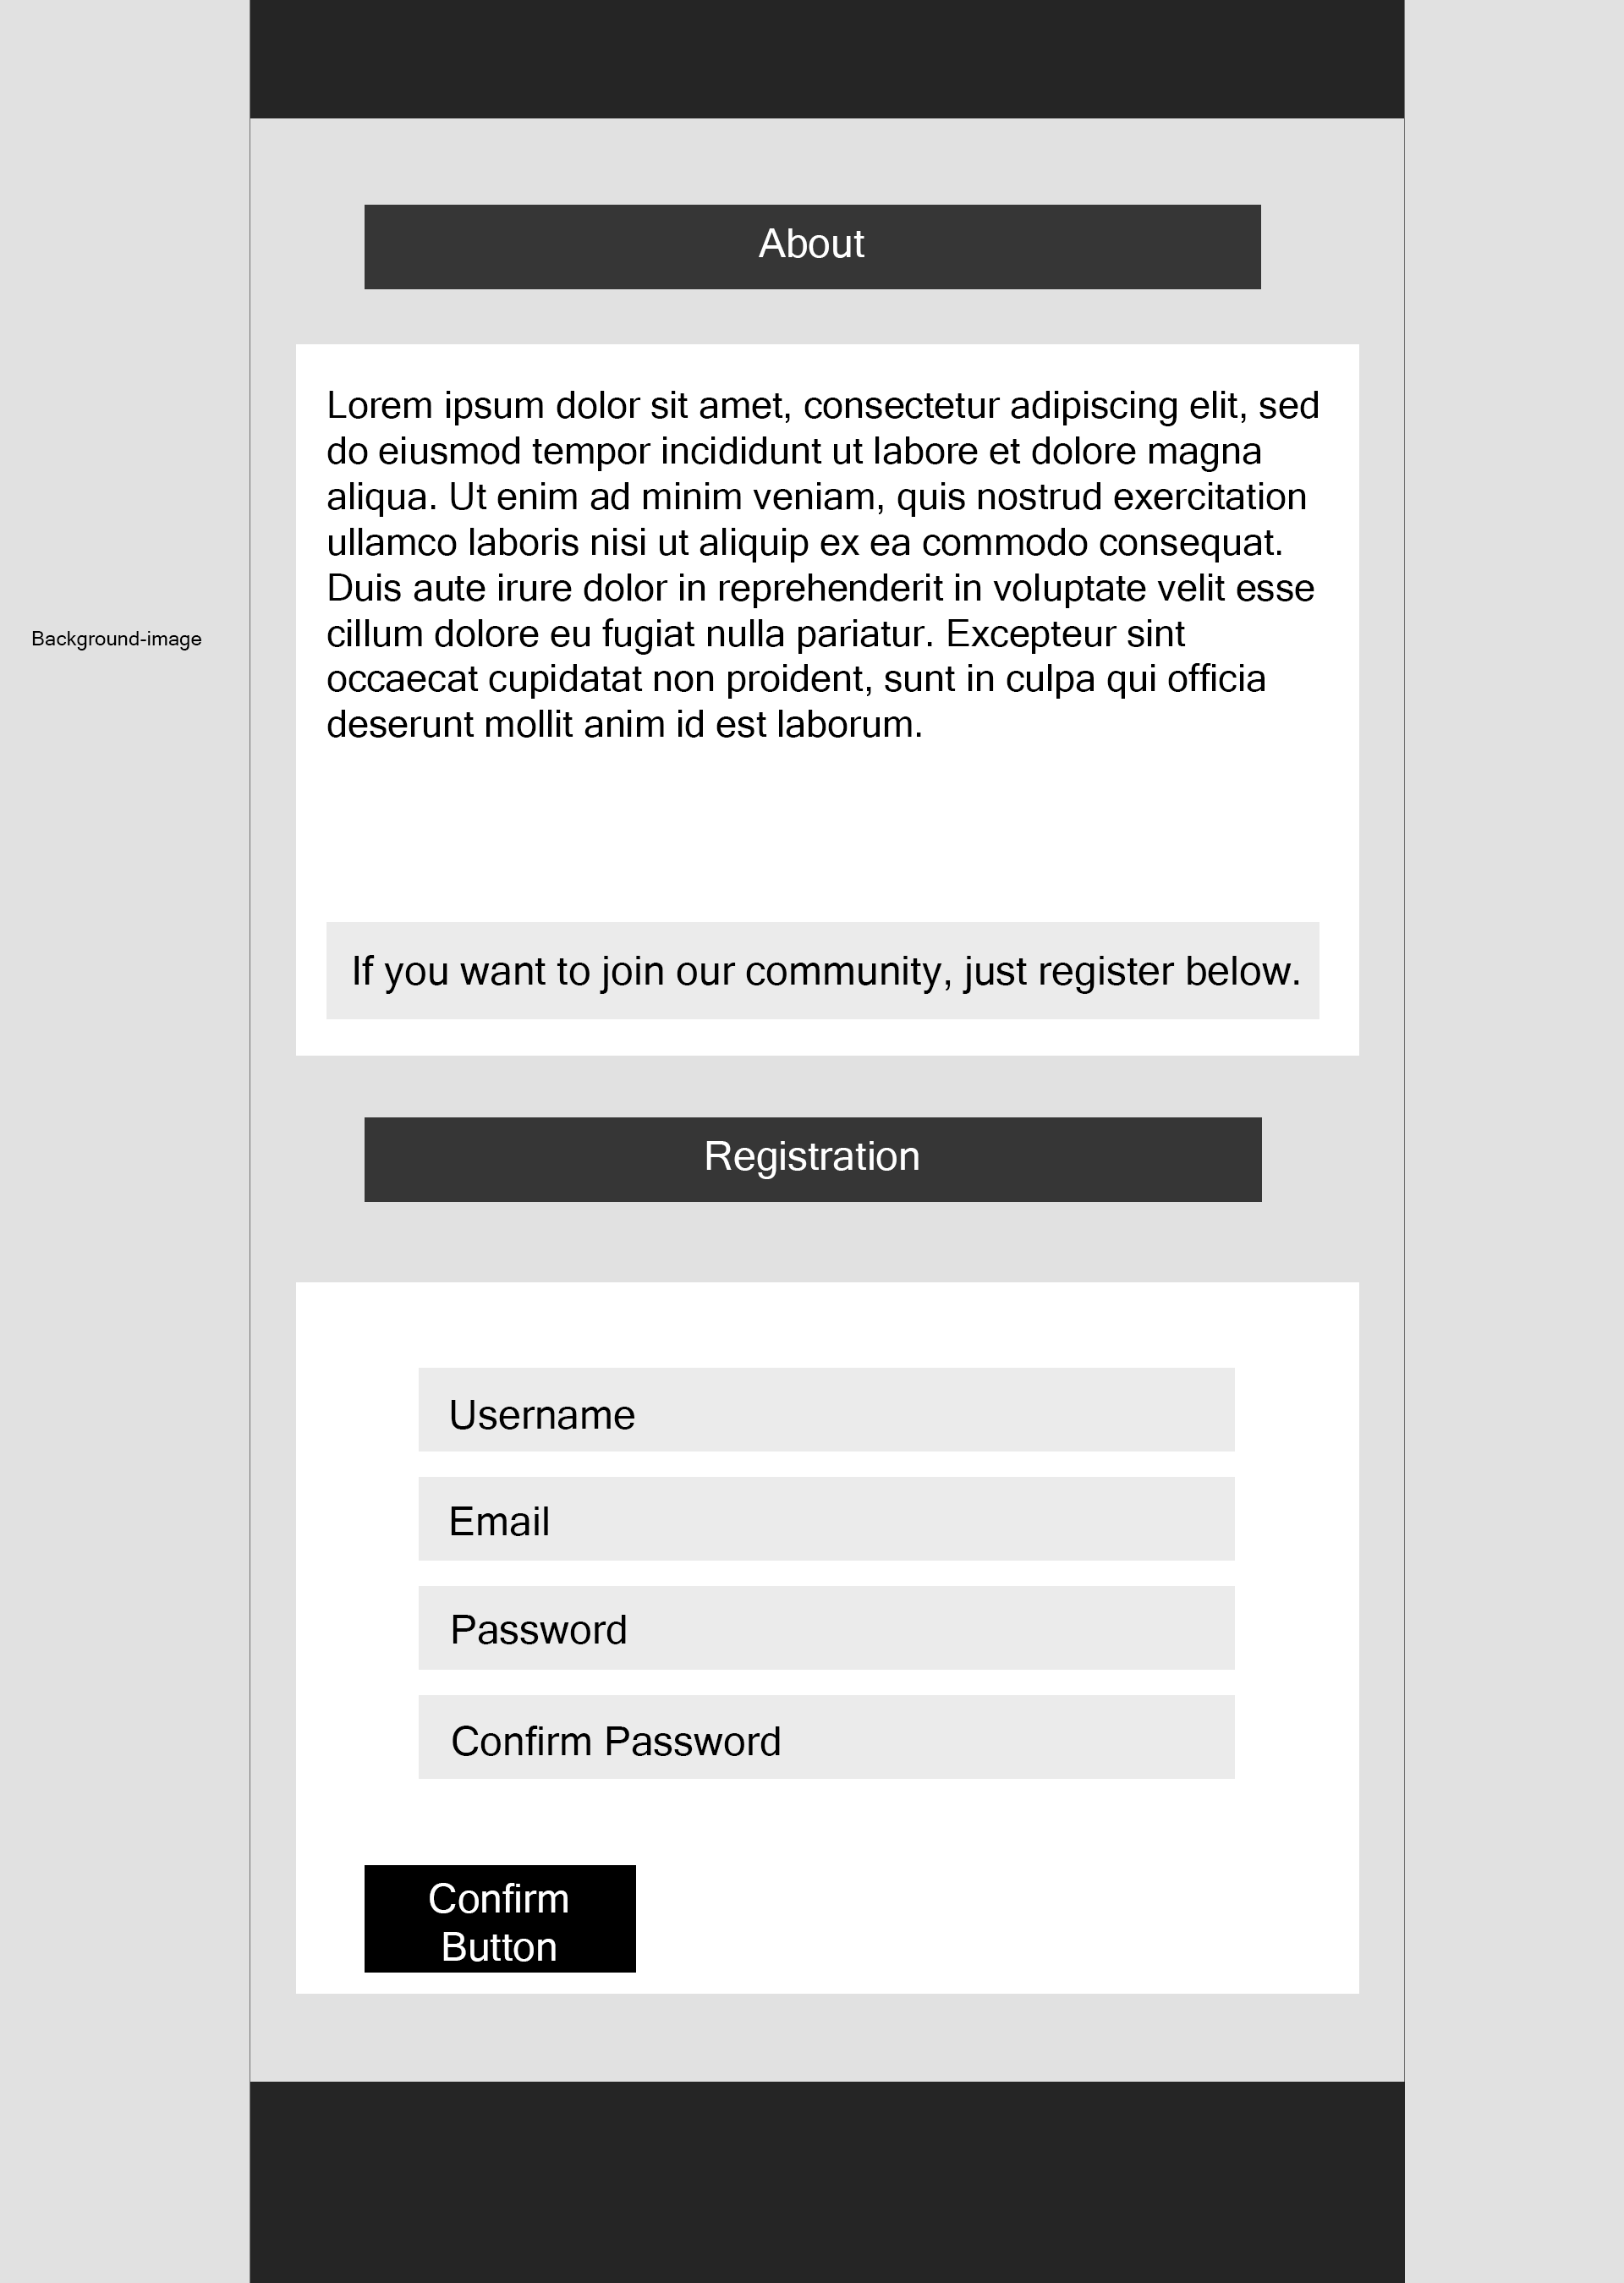 About
Lorem ipsum dolor sit amet, consectetur adipiscing elit, sed
do eiusmod tempor incididunt ut labore et dolore magna
aliqua. Ut enim ad minim veniam, quis nostrud exercitation
ullamco laboris nisi ut aliquip ex ea commodo consequat.
Duis aute irure dolor in reprehenderit in voluptate velit esse
cillum dolore eu fugiat nulla pariatur. Excepteur sint
occaecat cupidatat non proident, sunt in culpa qui officia
deserunt mollit anim id est laborum.
Background-image
If you want to join our community, just register below.
Registration
Username
Email
Password
Confirm Password
Confirm
Button